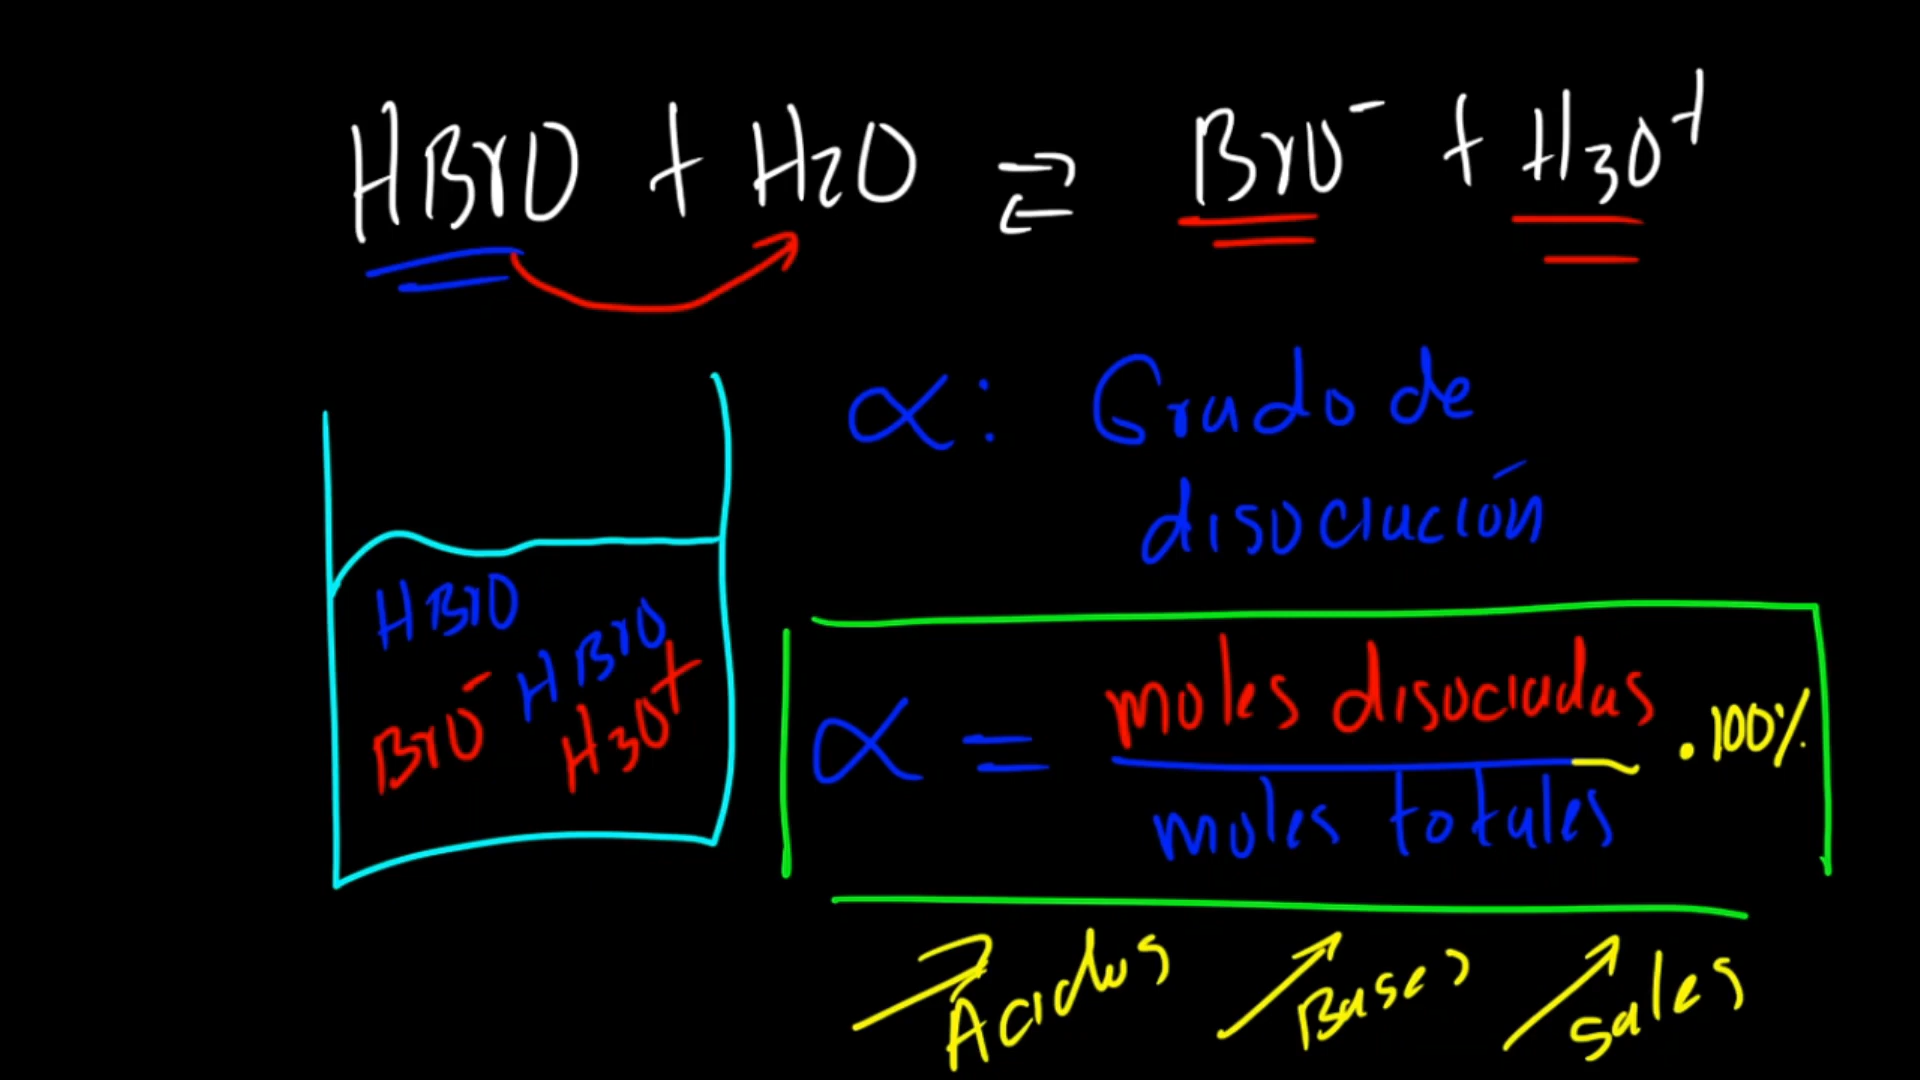 HBrO + H2O ⇄ BrO⁻ + H3O⁺
α: Grado de
disociación
HBrO
HBrO
BrO⁻ H3O⁺
α = moles disociadas / moles totales . 100%
Ácidos Bases Sales